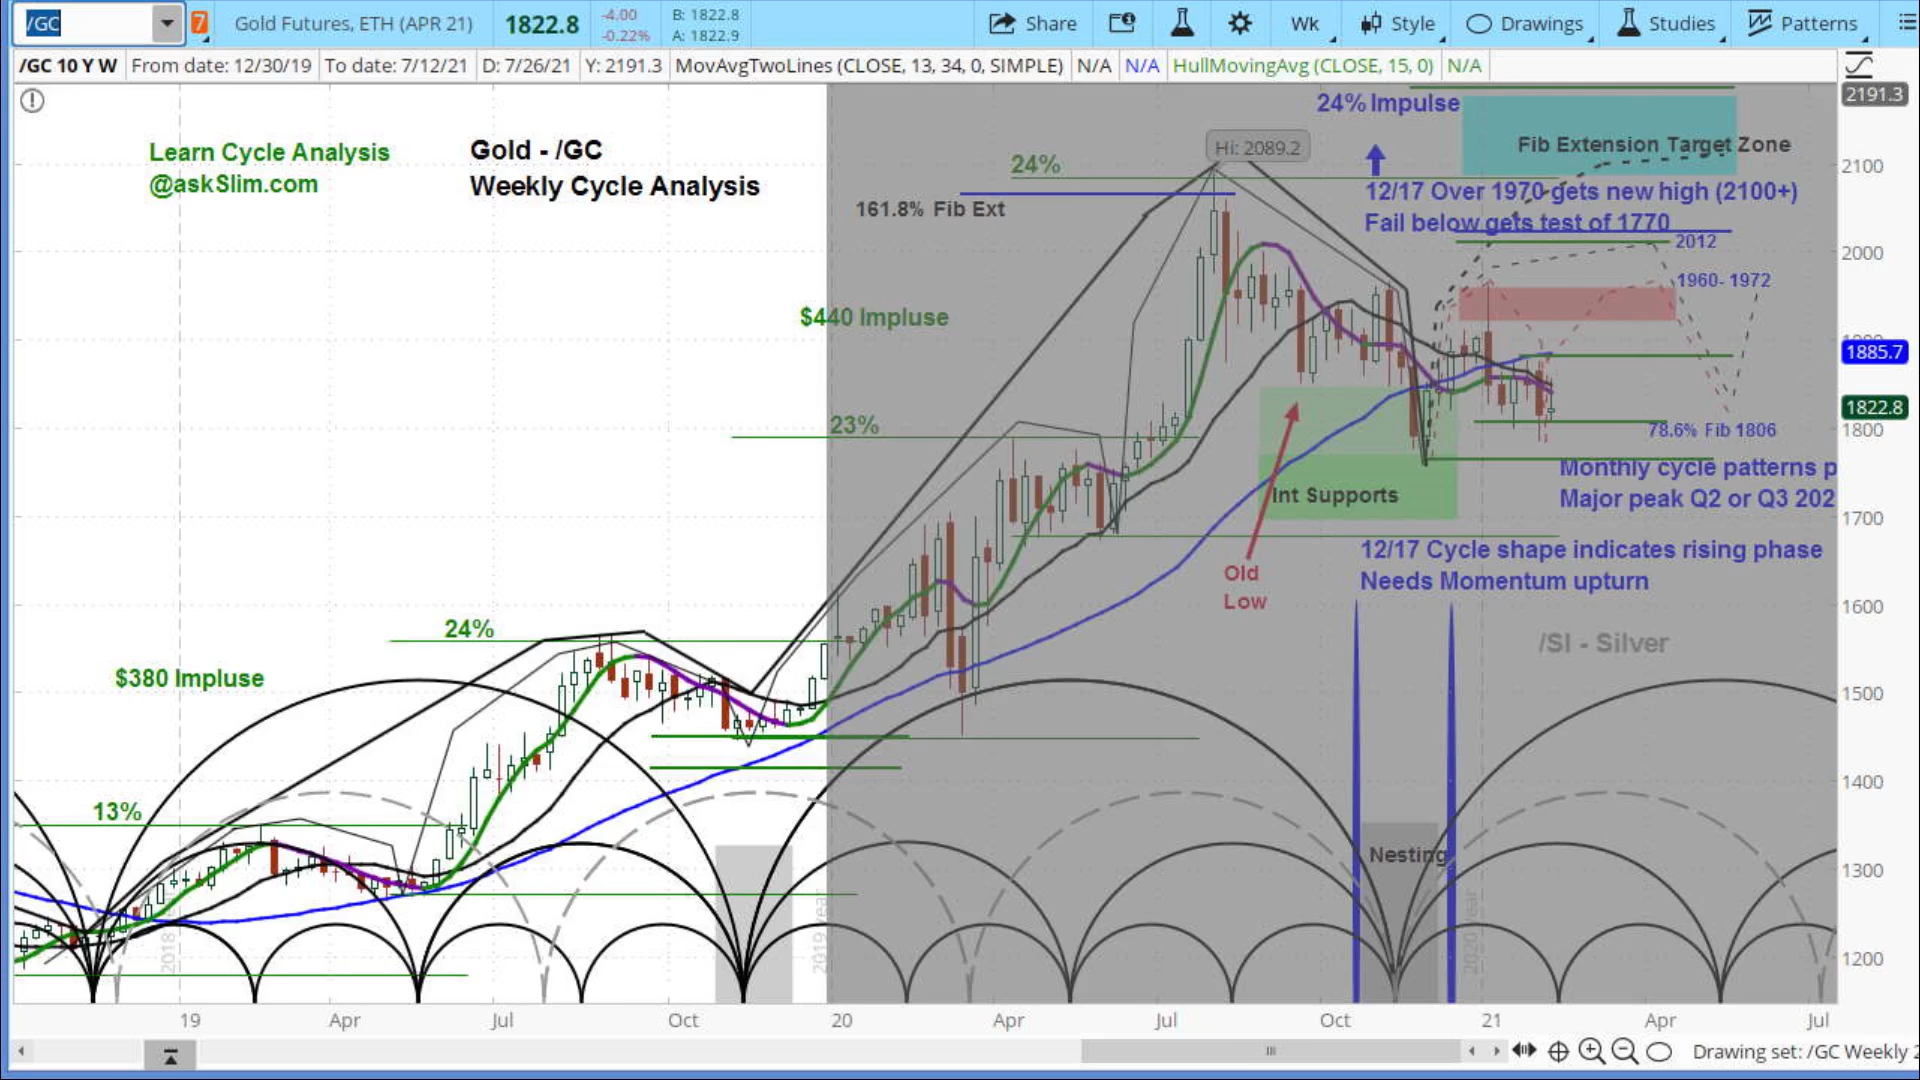 /GC
7
Gold Futures, ETH (APR 21)
1822.8
-4.00
-0.22%
B: 1822.8
A: 1822.9
Share
Wk
Style
Drawings
Studies
Patterns
/GC 10 Y W
From date: 12/30/19
To date: 7/12/21
D: 7/26/21
Y: 2191.3
MovAvgTwoLines (CLOSE, 13, 34, 0, SIMPLE)
N/A
N/A
HullMovingAvg (CLOSE, 15, 0)
N/A
2191.3
24% Impulse
Learn Cycle Analysis
@askSlim.com
Gold - /GC
Weekly Cycle Analysis
Hi: 2089.2
Fib Extension Target Zone
24%
2100
12/17 Over 1970 gets new high (2100+)
Fail below gets test of 1770
161.8% Fib Ext
2012
2000
1960- 1972
$440 Impluse
1885.7
1822.8
23%
78.6% Fib 1806
1800
Monthly cycle patterns p
Major peak Q2 or Q3 202
Int Supports
1700
12/17 Cycle shape indicates rising phase
Needs Momentum upturn
Old
Low
1600
24%
/SI - Silver
$380 Impluse
1500
1400
13%
Nesting
1300
2018 year
2019 year
2020 year
1200
19
Apr
Jul
Oct
20
Apr
Jul
Oct
21
Apr
Jul
Drawing set: /GC Weekly 2